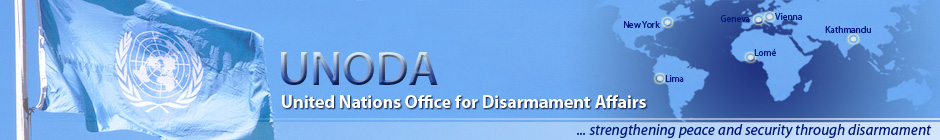 New York
Geneva
Vienna
Kathmandu
Lomé
Lima
UNODA
United Nations Office for Disarmament Affairs
... strengthening peace and security through disarmament